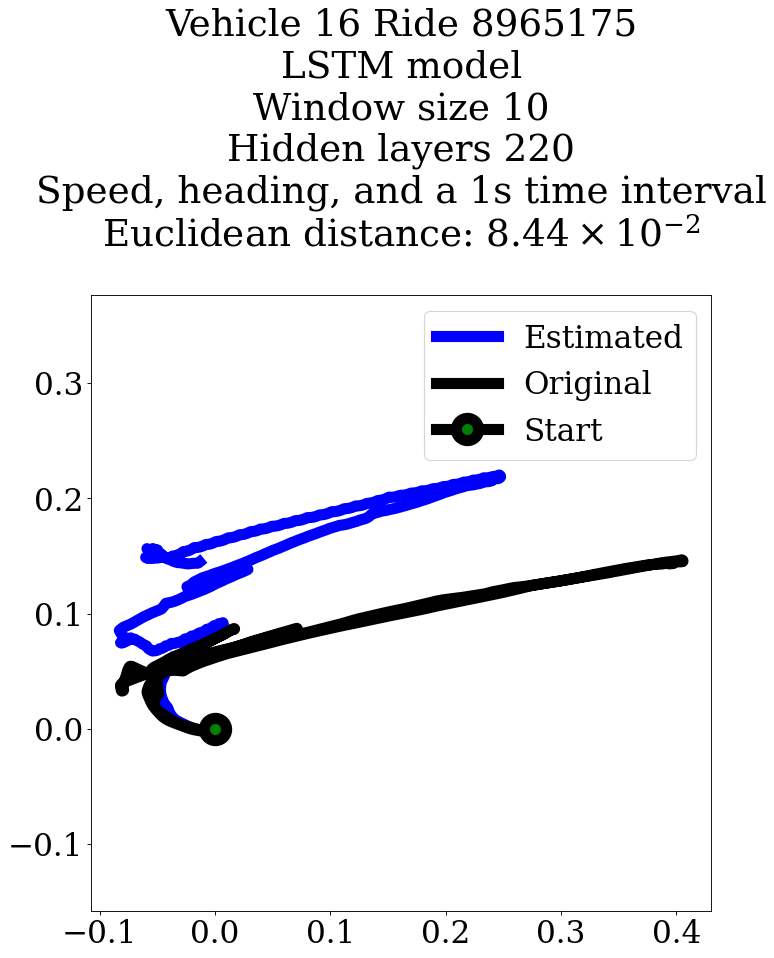 Vehicle 16 Ride 8965175
LSTM model
Window size 10
Hidden layers 220
Speed, heading, and a 1s time interval
Euclidean distance: 8.44 × 10⁻²
Estimated
Original
Start
0.3
0.2
0.1
0.0
−0.1
−0.1 0.0 0.1 0.2 0.3 0.4